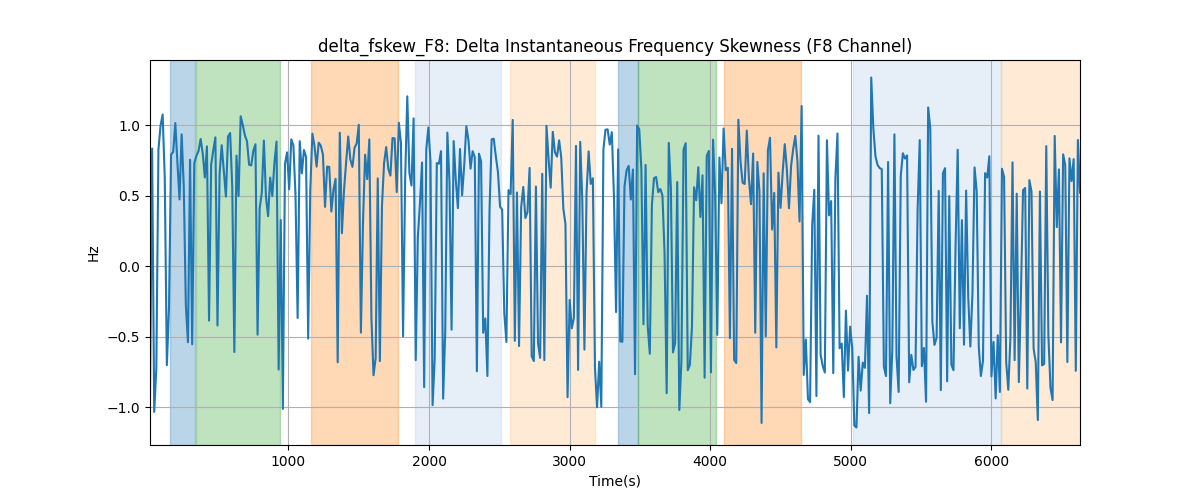 delta_fskew_F8: Delta Instantaneous Frequency Skewness (F8 Channel)
1.0
0.5
0.0
−0.5
−1.0
Hz
1000 2000 3000 4000 5000 6000
Time(s)